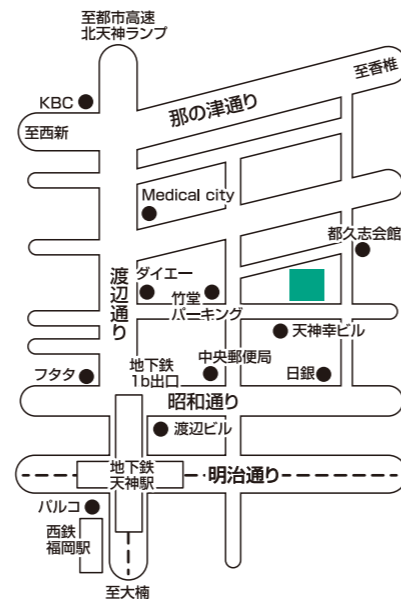 至都市高速
北天神ランプ
KBC
至西新
那の津通り
至香椎
Medical city
都久志会館
渡辺通り
ダイエー
竹堂
パーキング
天神幸ビル
フタタ
地下鉄
1b出口
中央郵便局
日銀
昭和通り
渡辺ビル
地下鉄
天神駅
明治通り
パルコ
西鉄
福岡駅
至大楠